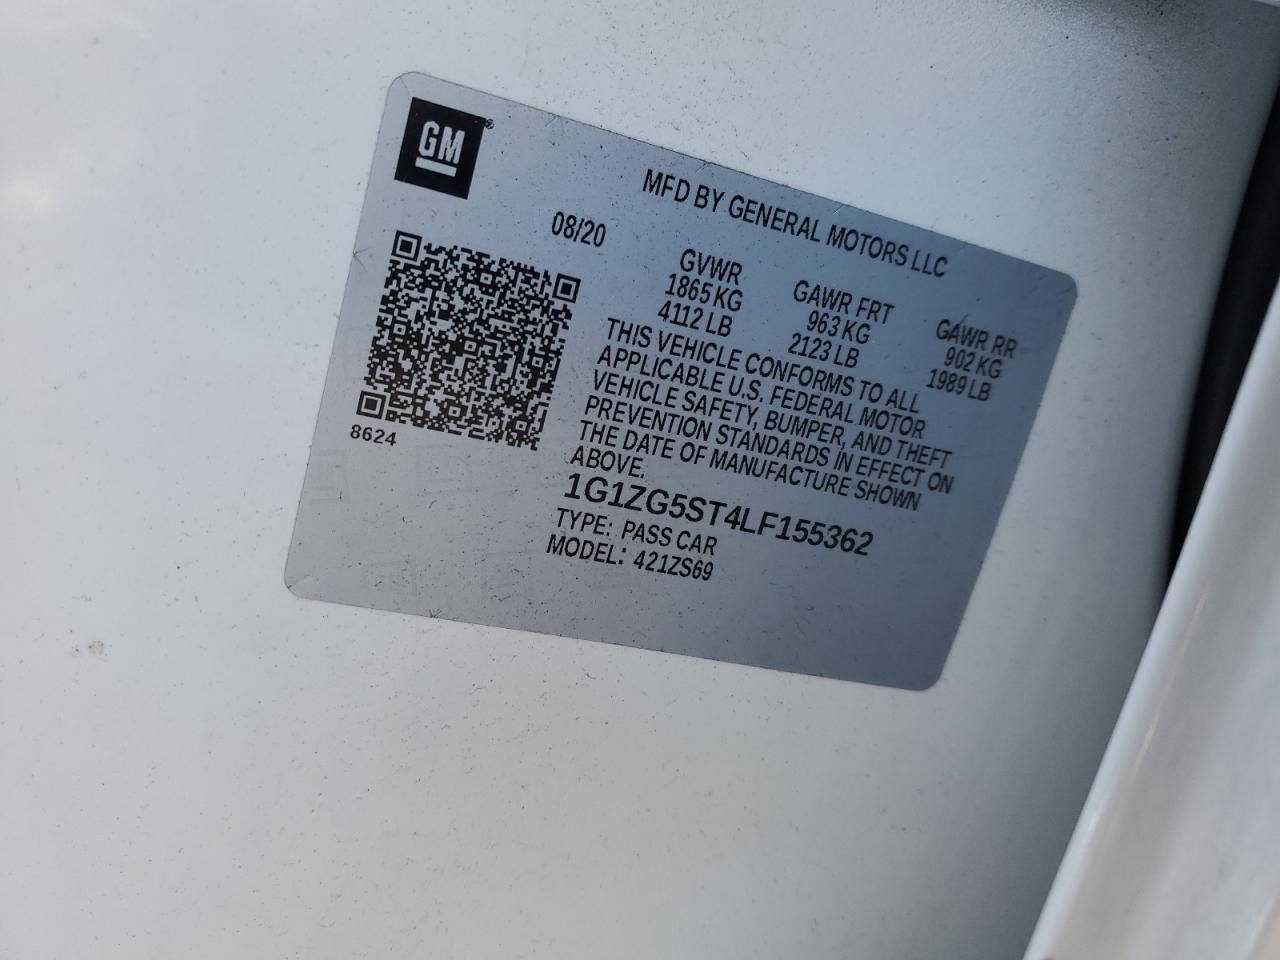 GM®
MFD BY GENERAL MOTORS LLC
08/20
GVWR
1865 KG
4112 LB
GAWR FRT
963 KG
2123 LB
GAWR RR
902 KG
1989 LB
THIS VEHICLE CONFORMS TO ALL
APPLICABLE U.S. FEDERAL MOTOR
VEHICLE SAFETY, BUMPER, AND THEFT
PREVENTION STANDARDS IN EFFECT ON
THE DATE OF MANUFACTURE SHOWN
ABOVE.
8624
1G1ZG5ST4LF155362
TYPE: PASS CAR
MODEL: 421ZS69